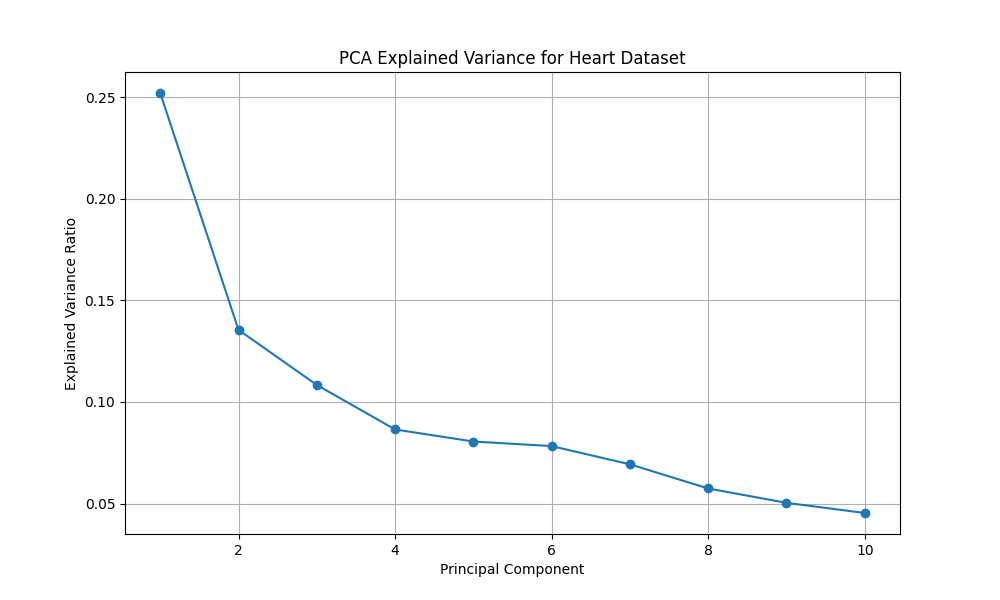 PCA Explained Variance for Heart Dataset
Explained Variance Ratio
0.25
0.20
0.15
0.10
0.05
2 4 6 8 10
Principal Component